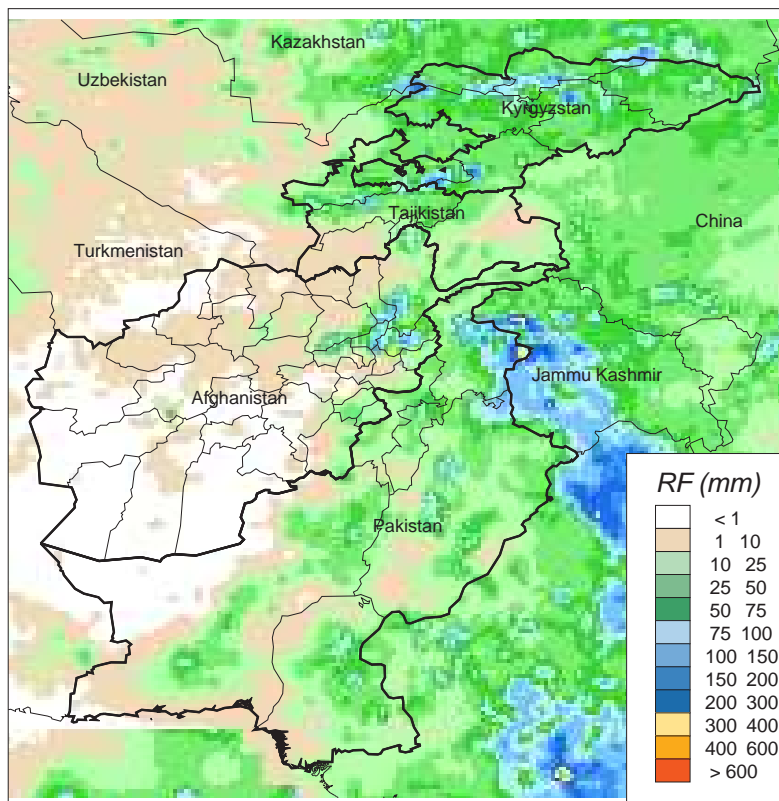 Kazakhstan
Uzbekistan
Kyrgyzstan
Tajikistan
China
Turkmenistan
Jammu Kashmir
Afghanistan
Pakistan
RF (mm)
< 1
1 10
10 25
25 50
50 75
75 100
100 150
150 200
200 300
300 400
400 600
> 600